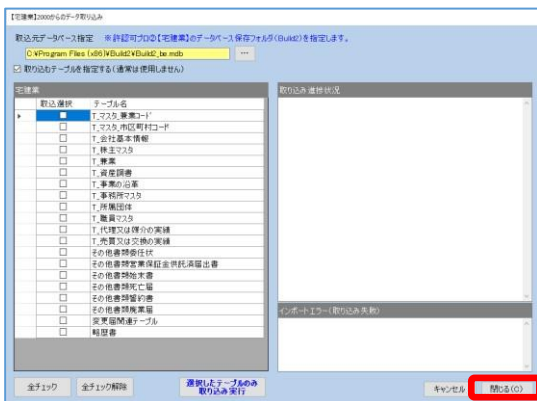 【宅建業】2000からのデータ取り込み
取込元データベース指定 ※許認可プロ②【宅建業】のデータベース保存フォルダ(Build2)を指定します。
C:¥Program Files (x86)¥Build2¥Build2_be.mdb
...
取り込むテーブルを指定する(通常は使用しません)
宅建業
取込選択 テーブル名
T_マスタ_兼業コード
T_マスタ_市区町村コード
T_会社基本情報
T_株主マスタ
T_兼業
T_資産調書
T_事業の沿革
T_事務所マスタ
T_所属団体
T_職員マスタ
T_代理又は媒介の実績
T_売買又は交換の実績
その他書類委任状
その他書類営業保証金供託済届出書
その他書類始末書
その他書類死亡届
その他書類誓約書
その他書類廃業届
変更届関連テーブル
略歴書
取り込み進捗状況
インポートエラー(取り込み失敗)
全チェック
全チェック解除
選択したテーブルのみ
取り込み実行
キャンセル
閉じる(O)